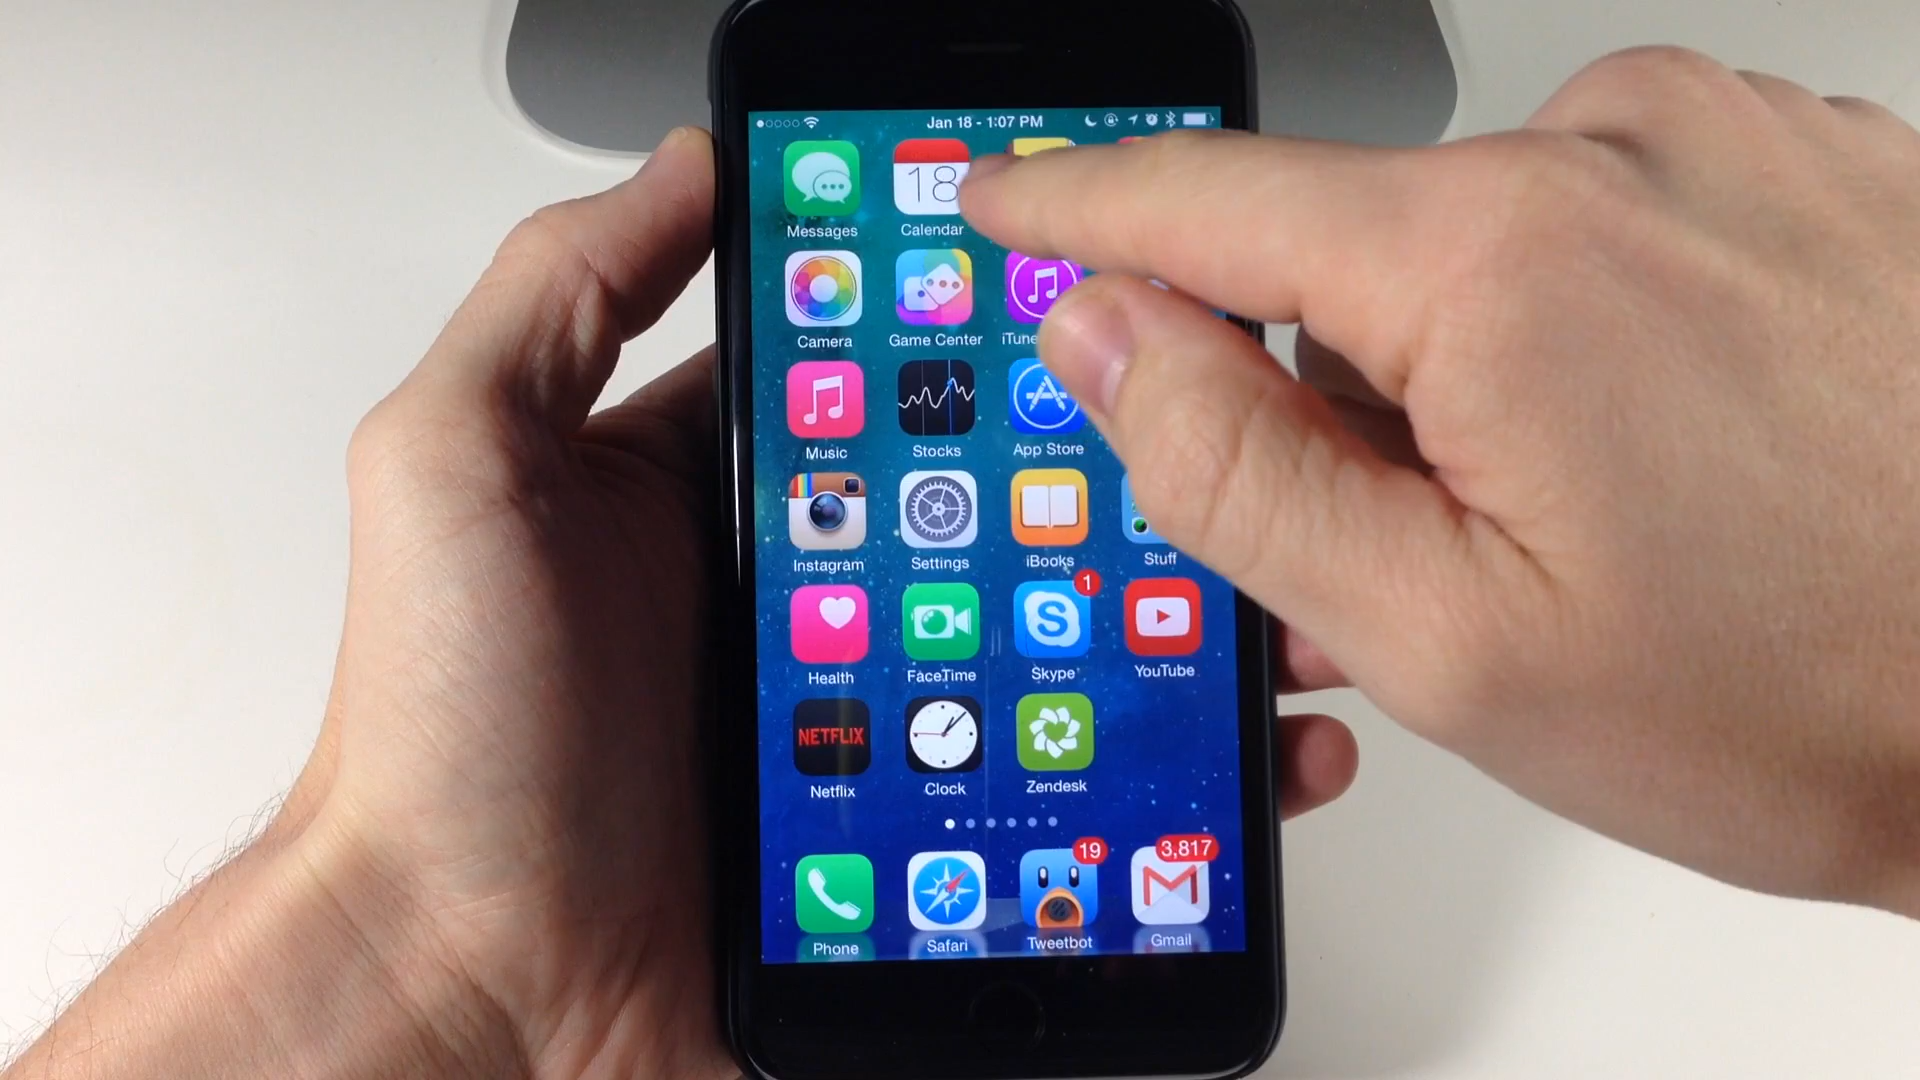 Jan 18 - 1:07 PM
18
Messages
Calendar
Camera
Game Center
iTune
Music
Stocks
App Store
Instagram
Settings
iBooks
Stuff
1
Health
FaceTime
Skype
YouTube
NETFLIX
Netflix
Clock
Zendesk
19
3,817
Phone
Safari
Tweetbot
Gmail